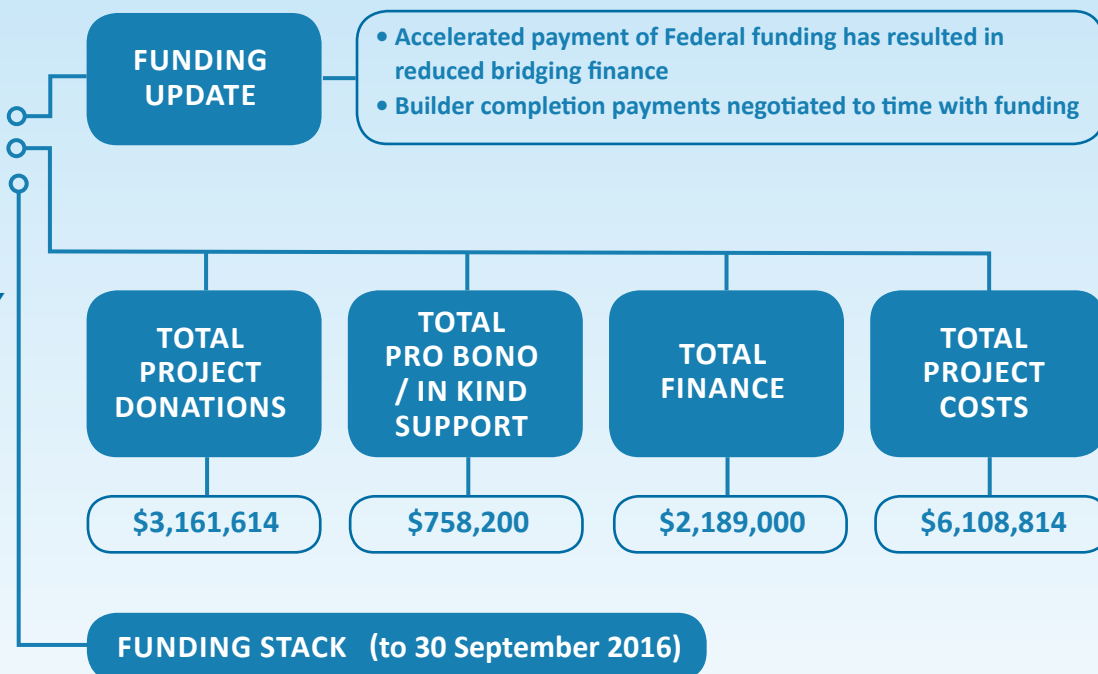 FUNDING
UPDATE
• Accelerated payment of Federal funding has resulted in
reduced bridging finance
• Builder completion payments negotiated to time with funding
TOTAL
PROJECT
DONATIONS
$3,161,614
TOTAL
PRO BONO
/ IN KIND
SUPPORT
$758,200
TOTAL
FINANCE
$2,189,000
TOTAL
PROJECT
COSTS
$6,108,814
FUNDING STACK (to 30 September 2016)